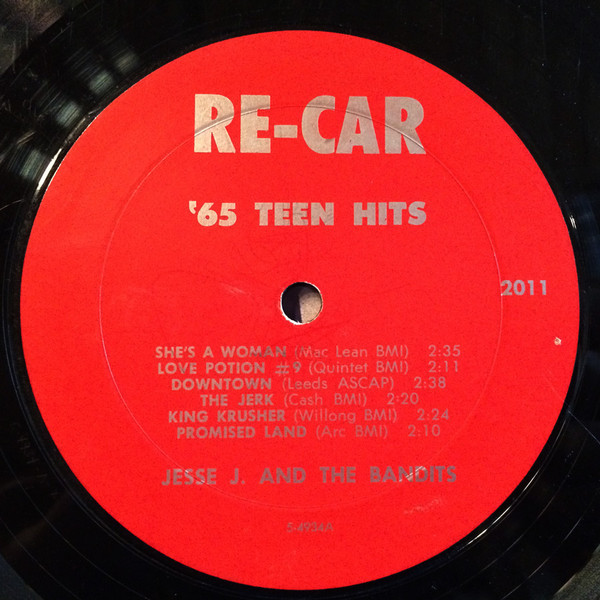 RE-CAR
'65 TEEN HITS
2011
SHE'S A WOMAN (Mac Lean BMI) 2:35
LOVE POTION #9 (Quintet BMI) 2:11
DOWNTOWN (Leeds ASCAP) 2:38
THE JERK (Cash BMI) 2:20
KING KRUSHER (Willong BMI) 2:24
PROMISED LAND (Arc BMI) 2:10
JESSE J. AND THE BANDITS
5-4954A